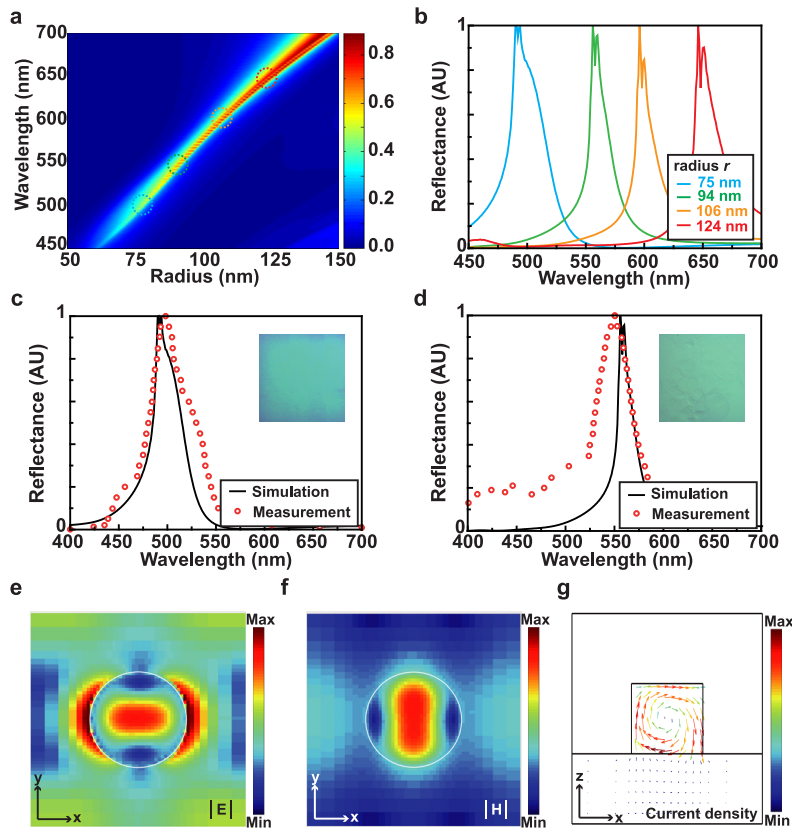 a
Wavelength (nm)
700
650
600
550
500
450
50
75
100
125
150
Radius (nm)
0.8
0.6
0.4
0.2
0.0
b
Reflectance (AU)
1
0
450
500
550
600
650
700
Wavelength (nm)
radius r
75 nm
94 nm
106 nm
124 nm
c
Reflectance (AU)
1
0
400
450
500
550
600
650
700
Wavelength (nm)
Simulation
Measurement
d
Reflectance (AU)
1
0
400
450
500
550
600
650
700
Wavelength (nm)
Simulation
Measurement
e
y
x
|E|
Max
Min
f
y
x
|H|
Max
Min
g
z
x
Current density
Max
Min